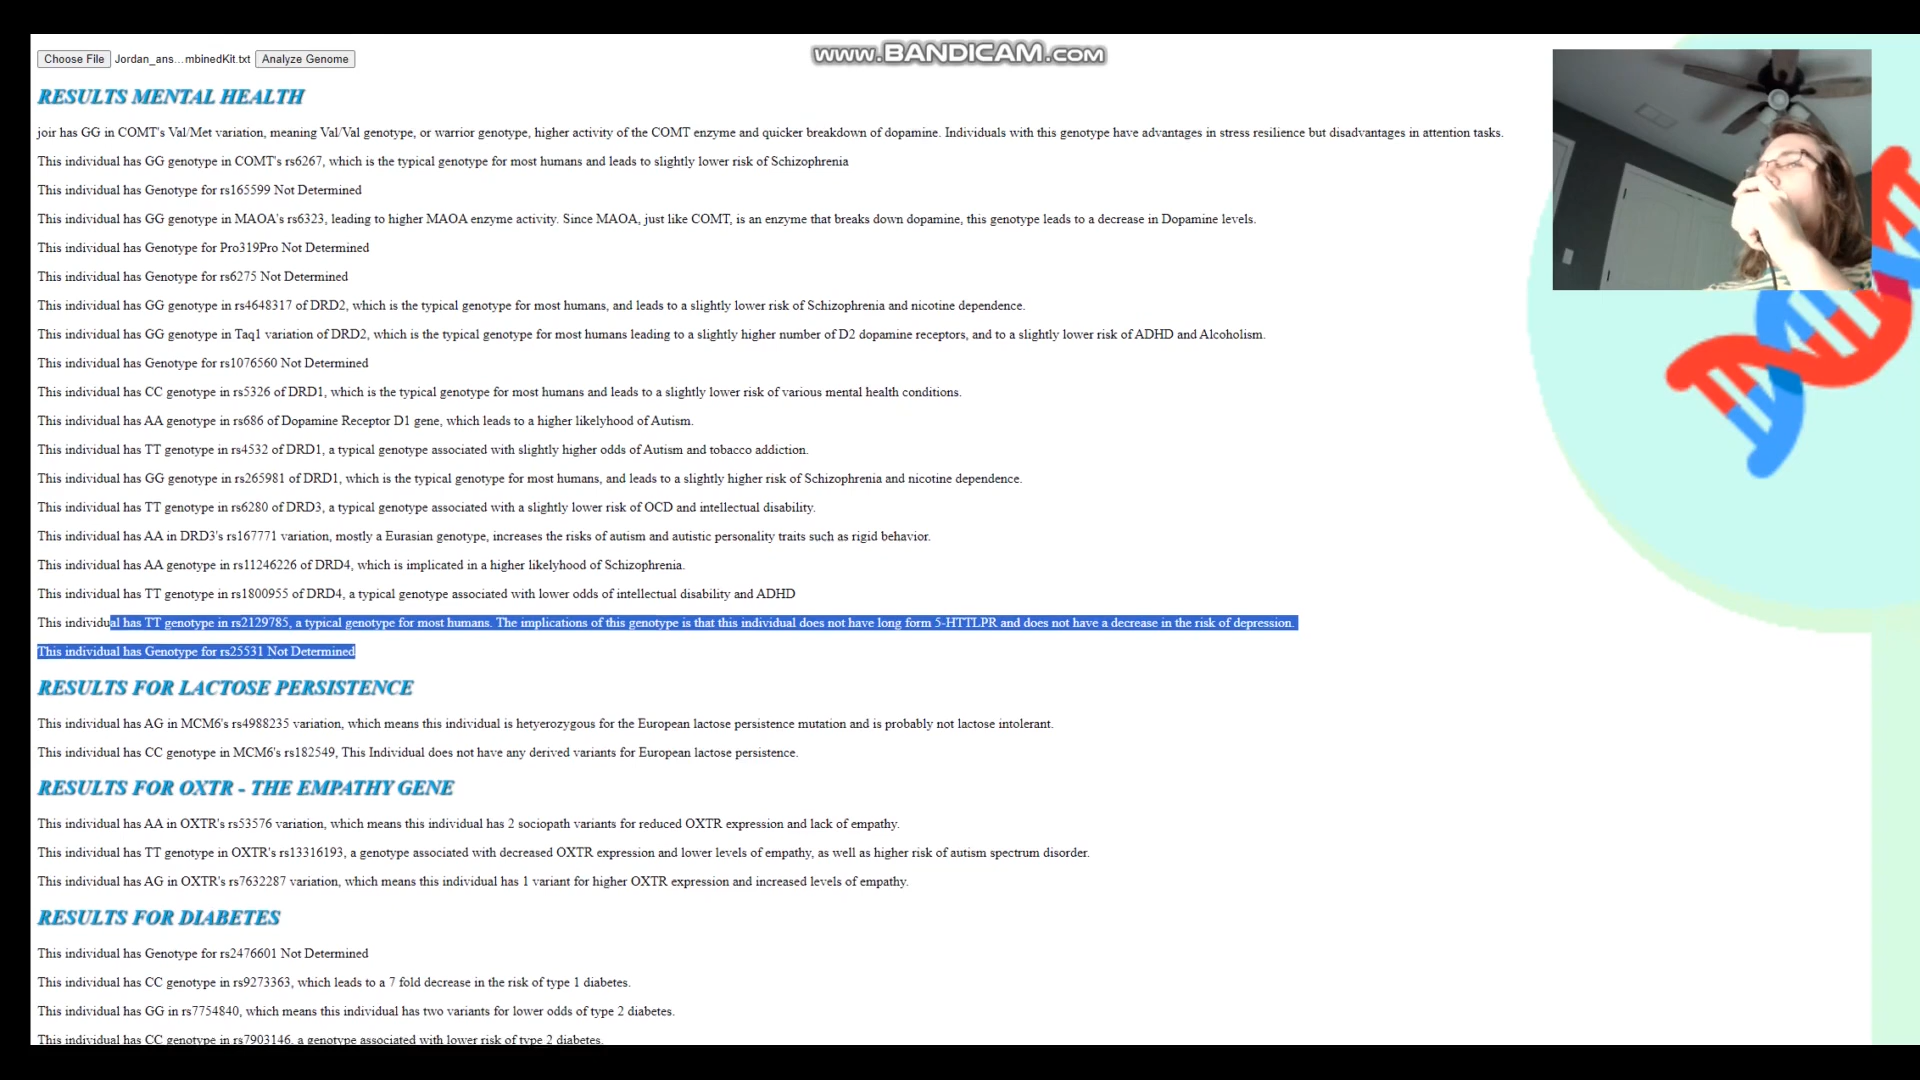 www.BANDICAM.com
Choose File Jordan_ans...mbinedKit.txt Analyze Genome
RESULTS MENTAL HEALTH
joir has GG in COMT's Val/Met variation, meaning Val/Val genotype, or warrior genotype, higher activity of the COMT enzyme and quicker breakdown of dopamine. Individuals with this genotype have advantages in stress resilience but disadvantages in attention tasks.
This individual has GG genotype in COMT's rs6267, which is the typical genotype for most humans and leads to slightly lower risk of Schizophrenia
This individual has Genotype for rs165599 Not Determined
This individual has GG genotype in MAOA's rs6323, leading to higher MAOA enzyme activity. Since MAOA, just like COMT, is an enzyme that breaks down dopamine, this genotype leads to a decrease in Dopamine levels.
This individual has Genotype for Pro319Pro Not Determined
This individual has Genotype for rs6275 Not Determined
This individual has GG genotype in rs4648317 of DRD2, which is the typical genotype for most humans, and leads to a slightly lower risk of Schizophrenia and nicotine dependence.
This individual has GG genotype in Taq1 variation of DRD2, which is the typical genotype for most humans leading to a slightly higher number of D2 dopamine receptors, and to a slightly lower risk of ADHD and Alcoholism.
This individual has Genotype for rs1076560 Not Determined
This individual has CC genotype in rs5326 of DRD1, which is the typical genotype for most humans and leads to a slightly lower risk of various mental health conditions.
This individual has AA genotype in rs686 of Dopamine Receptor D1 gene, which leads to a higher likelyhood of Autism.
This individual has TT genotype in rs4532 of DRD1, a typical genotype associated with slightly higher odds of Autism and tobacco addiction.
This individual has GG genotype in rs265981 of DRD1, which is the typical genotype for most humans, and leads to a slightly higher risk of Schizophrenia and nicotine dependence.
This individual has TT genotype in rs6280 of DRD3, a typical genotype associated with a slightly lower risk of OCD and intellectual disability.
This individual has AA in DRD3's rs167771 variation, mostly a Eurasian genotype, increases the risks of autism and autistic personality traits such as rigid behavior.
This individual has AA genotype in rs11246226 of DRD4, which is implicated in a higher likelyhood of Schizophrenia.
This individual has TT genotype in rs1800955 of DRD4, a typical genotype associated with lower odds of intellectual disability and ADHD
This individual has TT genotype in rs2129785, a typical genotype for most humans. The implications of this genotype is that this individual does not have long form 5-HTTLPR and does not have a decrease in the risk of depression.
This individual has Genotype for rs25531 Not Determined
RESULTS FOR LACTOSE PERSISTENCE
This individual has AG in MCM6's rs4988235 variation, which means this individual is hetyerozygous for the European lactose persistence mutation and is probably not lactose intolerant.
This individual has CC genotype in MCM6's rs182549, This Individual does not have any derived variants for European lactose persistence.
RESULTS FOR OXTR - THE EMPATHY GENE
This individual has AA in OXTR's rs53576 variation, which means this individual has 2 sociopath variants for reduced OXTR expression and lack of empathy.
This individual has TT genotype in OXTR's rs13316193, a genotype associated with decreased OXTR expression and lower levels of empathy, as well as higher risk of autism spectrum disorder.
This individual has AG in OXTR's rs7632287 variation, which means this individual has 1 variant for higher OXTR expression and increased levels of empathy.
RESULTS FOR DIABETES
This individual has Genotype for rs2476601 Not Determined
This individual has CC genotype in rs9273363, which leads to a 7 fold decrease in the risk of type 1 diabetes.
This individual has GG in rs7754840, which means this individual has two variants for lower odds of type 2 diabetes.
This individual has CC genotype in rs7903146, a genotype associated with lower risk of type 2 diabetes.